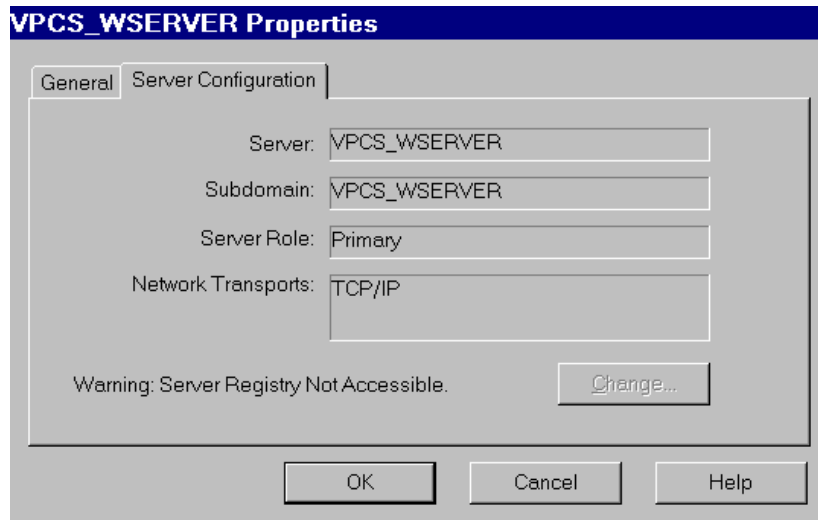 VPCS_WSERVER Properties
General Server Configuration
Server: VPCS_WSERVER
Subdomain: VPCS_WSERVER
Server Role: Primary
Network Transports: TCP/IP
Warning: Server Registry Not Accessible. Change...
OK Cancel Help